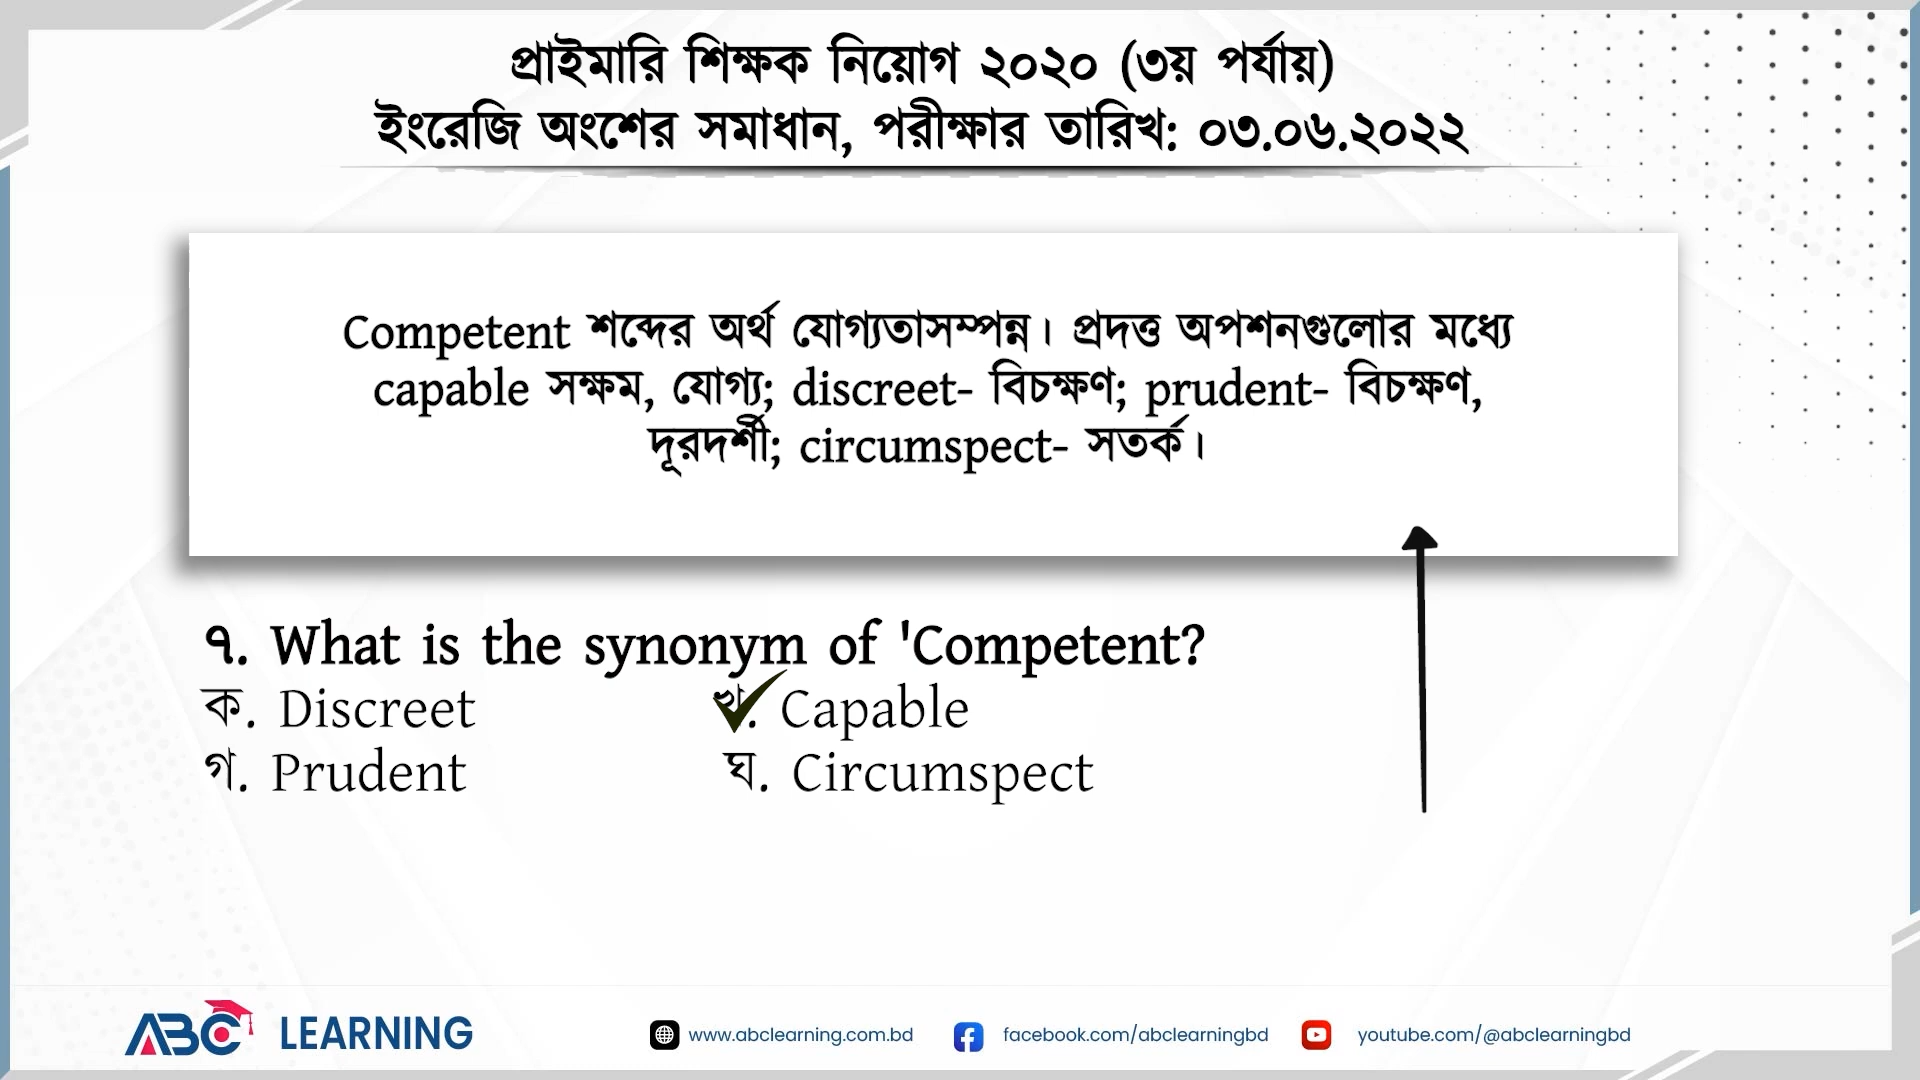 প্রাইমারি শিক্ষক নিয়োগ ২০২০ (৩য় পর্যায়)
ইংরেজি অংশের সমাধান, পরীক্ষার তারিখ: ০৩.০৬.২০২২
Competent শব্দের অর্থ যোগ্যতাসম্পন্ন। প্রদত্ত অপশনগুলোর মধ্যে
capable সক্ষম, যোগ্য; discreet- বিচক্ষণ; prudent- বিচক্ষণ,
দূরদর্শী; circumspect- সতর্ক।
৭. What is the synonym of 'Competent?
ক. Discreet খ. Capable
গ. Prudent ঘ. Circumspect
ABC LEARNING www.abclearning.com.bd facebook.com/abclearningbd youtube.com/@abclearningbd